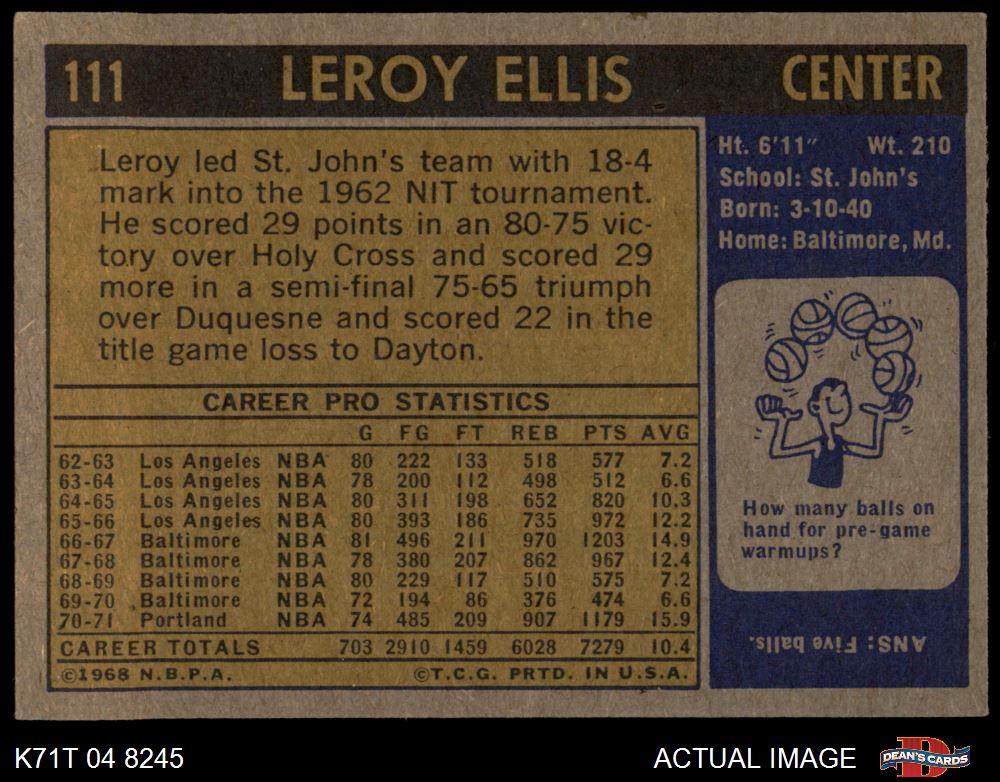 111 LEROY ELLIS CENTER
Leroy led St. John's team with 18-4
mark into the 1962 NIT tournament.
He scored 29 points in an 80-75 vic-
tory over Holy Cross and scored 29
more in a semi-final 75-65 triumph
over Duquesne and scored 22 in the
title game loss to Dayton.
CAREER PRO STATISTICS
G FG FT REB PTS AVG
62-63 Los Angeles NBA 80 222 133 518 577 7.2
63-64 Los Angeles NBA 78 200 112 498 512 6.6
64-65 Los Angeles NBA 80 311 198 652 820 10.3
65-66 Los Angeles NBA 80 393 186 735 972 12.2
66-67 Baltimore NBA 81 496 211 970 1203 14.9
67-68 Baltimore NBA 78 380 207 862 967 12.4
68-69 Baltimore NBA 80 229 117 510 575 7.2
69-70 Baltimore NBA 72 194 86 376 474 6.6
70-71 Portland NBA 74 485 209 907 1179 15.9
CAREER TOTALS 703 2910 1459 6028 7279 10.4
©1968 N.B.P.A. ©T.C.G. PRTD. IN U.S.A.
Ht. 6'11" Wt. 210
School: St. John's
Born: 3-10-40
Home: Baltimore, Md.
How many balls on
hand for pre-game
warmups?
ANS: Five balls.
K71T 04 8245 ACTUAL IMAGE
DEAN'S CARDS